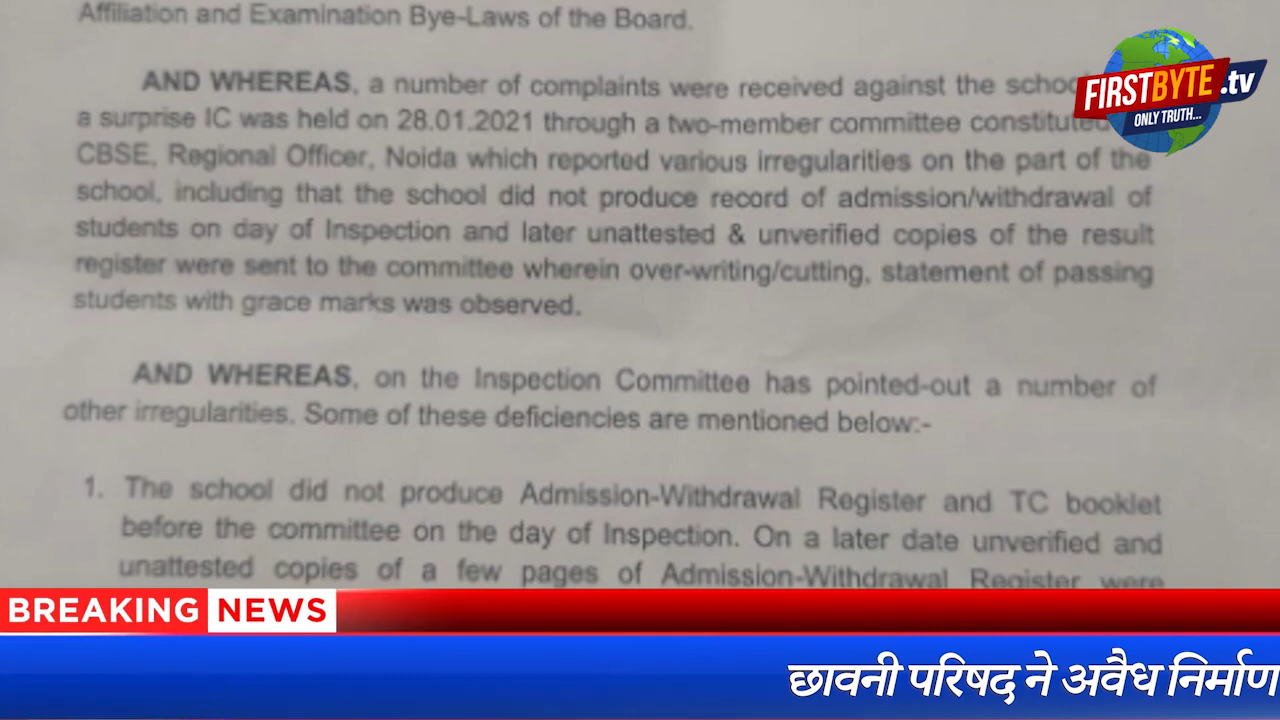 Affiliation and Examination Bye-Laws of the Board.
AND WHEREAS, a number of complaints were received against the
a surprise IC was held on 28.01.2021 through a two-member committee
CBSE, Regional Officer, Noida which reported various irregularities on the part of the
school, including that the school did not produce record of admission/withdrawal of
students on day of Inspection and later unattested & unverified copies of the result
register were sent to the committee wherein over-writing/cutting, statement of passing
students with grace marks was observed.
AND WHEREAS, on the Inspection Committee has pointed-out a number of
other irregularities. Some of these deficiencies are mentioned below:-
1. The school did not produce Admission-Withdrawal Register and TC booklet
before the committee on the day of Inspection. On a later date unverified and
unattested copies of a few pages of Admission-Withdrawal Register were
FIRSTBYTE.tv
ONLY TRUTH...
BREAKING NEWS
छावनी परिषद ने अवैध निर्माण